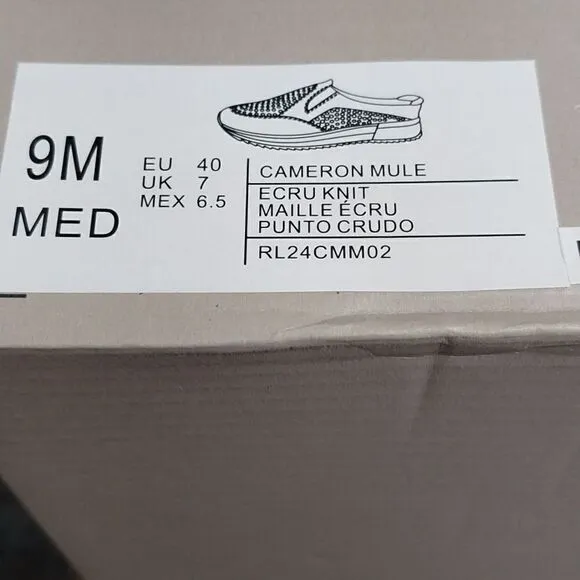 9M
MED
EU 40
UK 7
MEX 6.5
CAMERON MULE
ECRU KNIT
MAILLE ÉCRU
PUNTO CRUDO
RL24CMM02